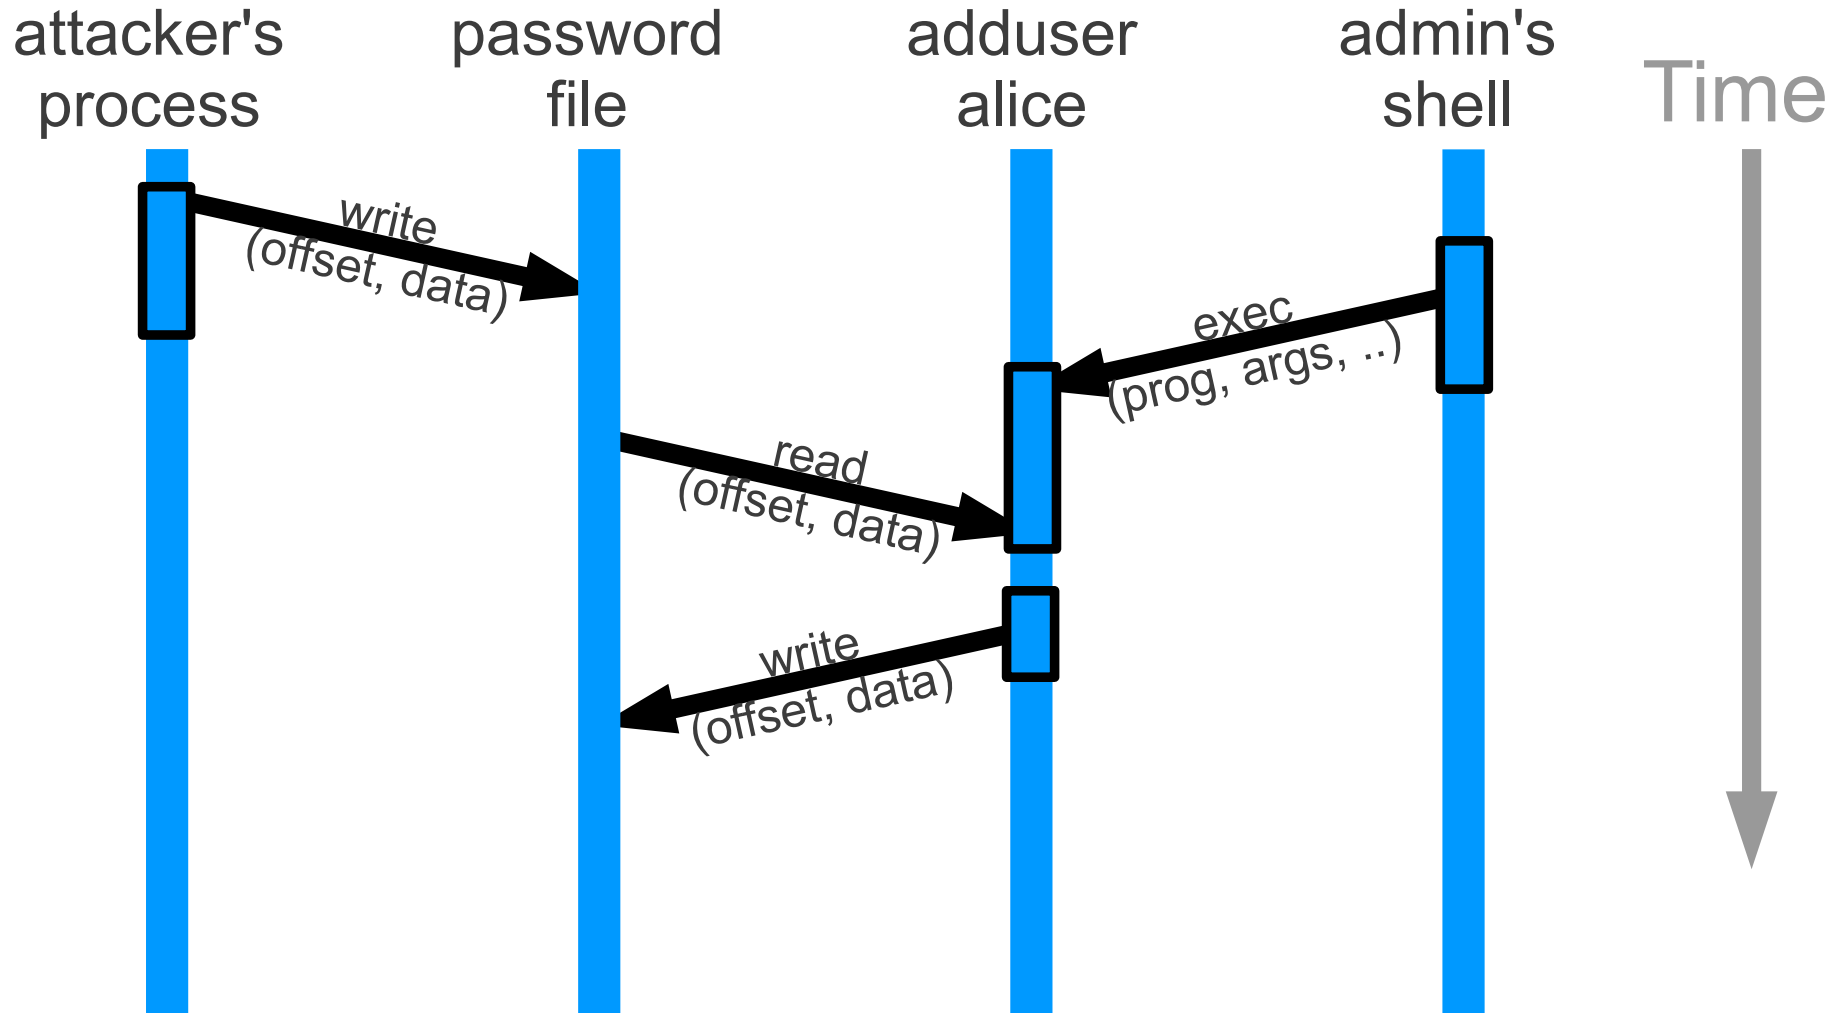 attacker's
process
password
file
adduser
alice
admin's
shell
Time
write
(offset, data)
exec
(prog, args, ..)
read
(offset, data)
write
(offset, data)